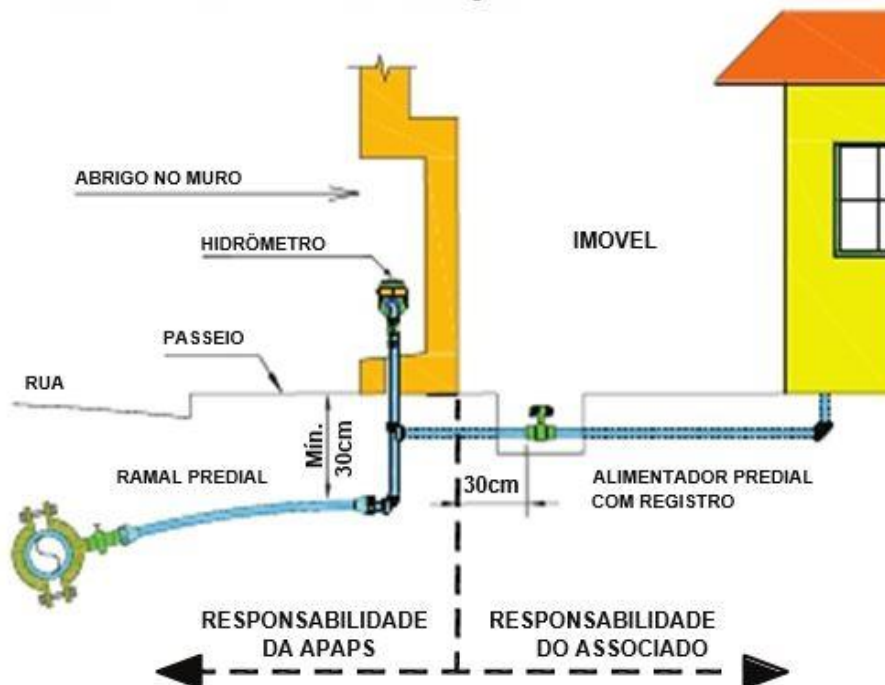 ABRIGO NO MURO
HIDRÔMETRO
IMOVEL
PASSEIO
RUA
Mín.
30cm
RAMAL PREDIAL
30cm
ALIMENTADOR PREDIAL
COM REGISTRO
RESPONSABILIDADE
DA APAPS
RESPONSABILIDADE
DO ASSOCIADO